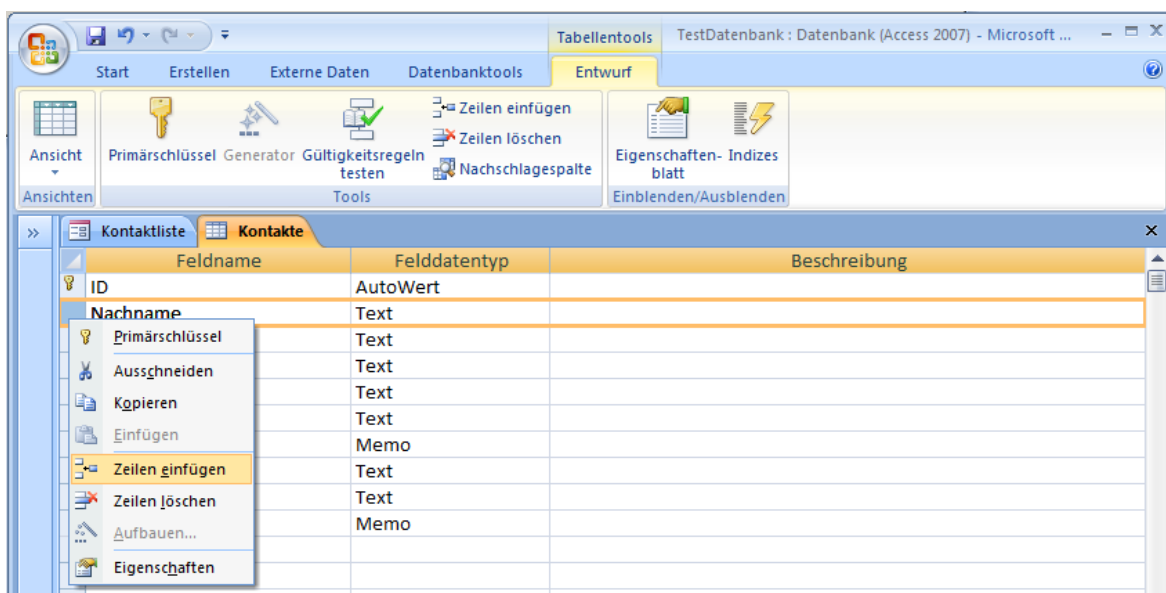 Tabellentools TestDatenbank : Datenbank (Access 2007) - Microsoft ...
Start Erstellen Externe Daten Datenbanktools Entwurf
Ansicht
Primärschlüssel Generator Gültigkeitsregeln
testen
Zeilen einfügen
Zeilen löschen
Nachschlagespalte
Eigenschaften-
blatt
Indizes
Ansichten Tools Einblenden/Ausblenden
Kontaktliste Kontakte
Feldname Felddatentyp Beschreibung
ID AutoWert
Nachname Text
Text
Text
Text
Text
Memo
Text
Text
Memo
Primärschlüssel
Ausschneiden
Kopieren
Einfügen
Zeilen einfügen
Zeilen löschen
Aufbauen...
Eigenschaften